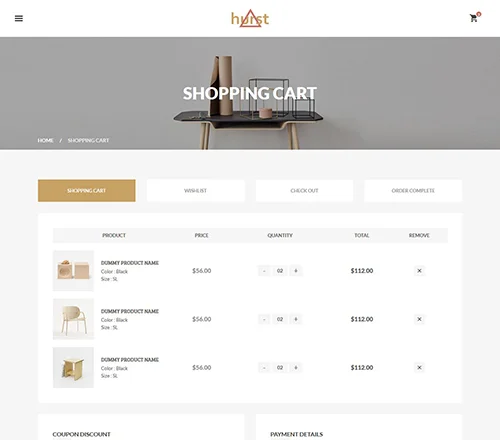 hurst
SHOPPING CART
HOME / SHOPPING CART
SHOPPING CART WISHLIST CHECK OUT ORDER COMPLETE
PRODUCT PRICE QUANTITY TOTAL REMOVE
DUMMY PRODUCT NAME
Color : Black
Size : SL
$56.00 - 02 + $112.00 ×
DUMMY PRODUCT NAME
Color : Black
Size : SL
$56.00 - 02 + $112.00 ×
DUMMY PRODUCT NAME
Color : Black
Size : SL
$56.00 - 02 + $112.00 ×
COUPON DISCOUNT PAYMENT DETAILS